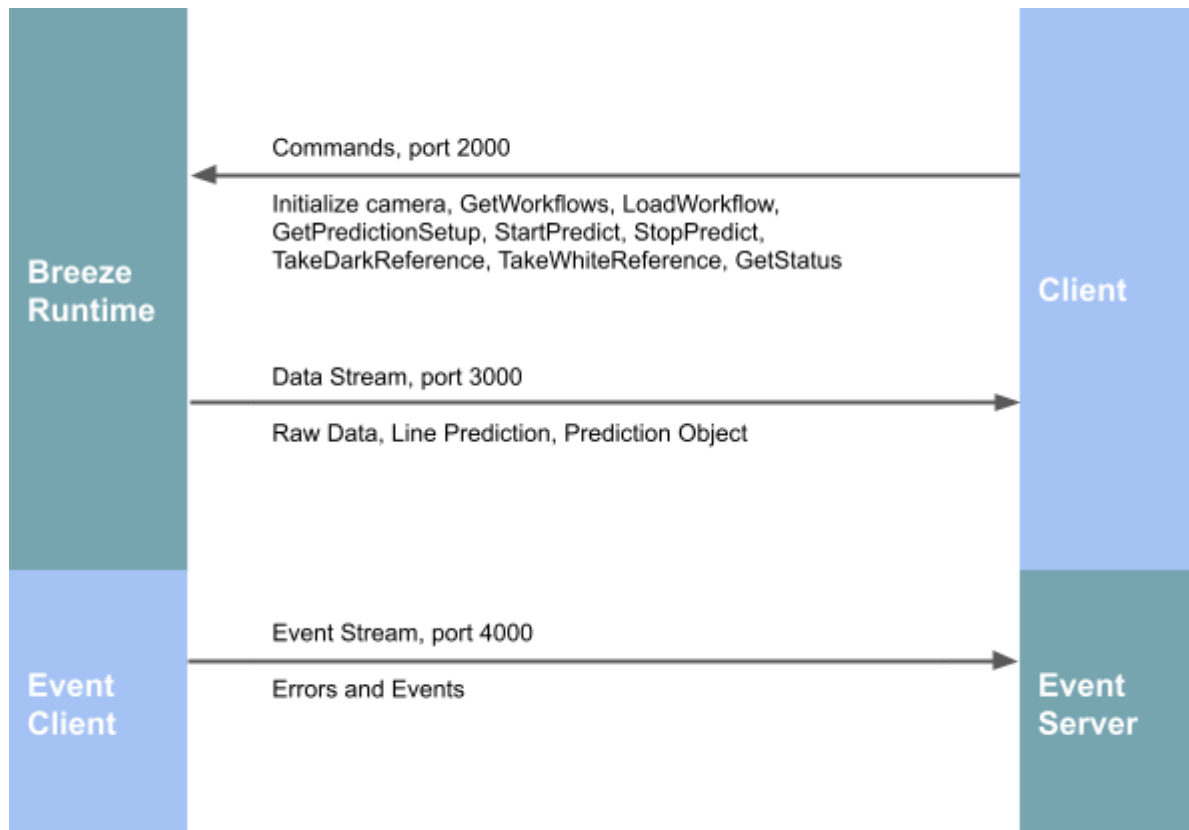 Commands, port 2000
Initialize camera, GetWorkflows, LoadWorkflow,
GetPredictionSetup, StartPredict, StopPredict,
TakeDarkReference, TakeWhiteReference, GetStatus
Breeze
Runtime
Client
Data Stream, port 3000
Raw Data, Line Prediction, Prediction Object
Event Stream, port 4000
Errors and Events
Event
Client
Event
Server